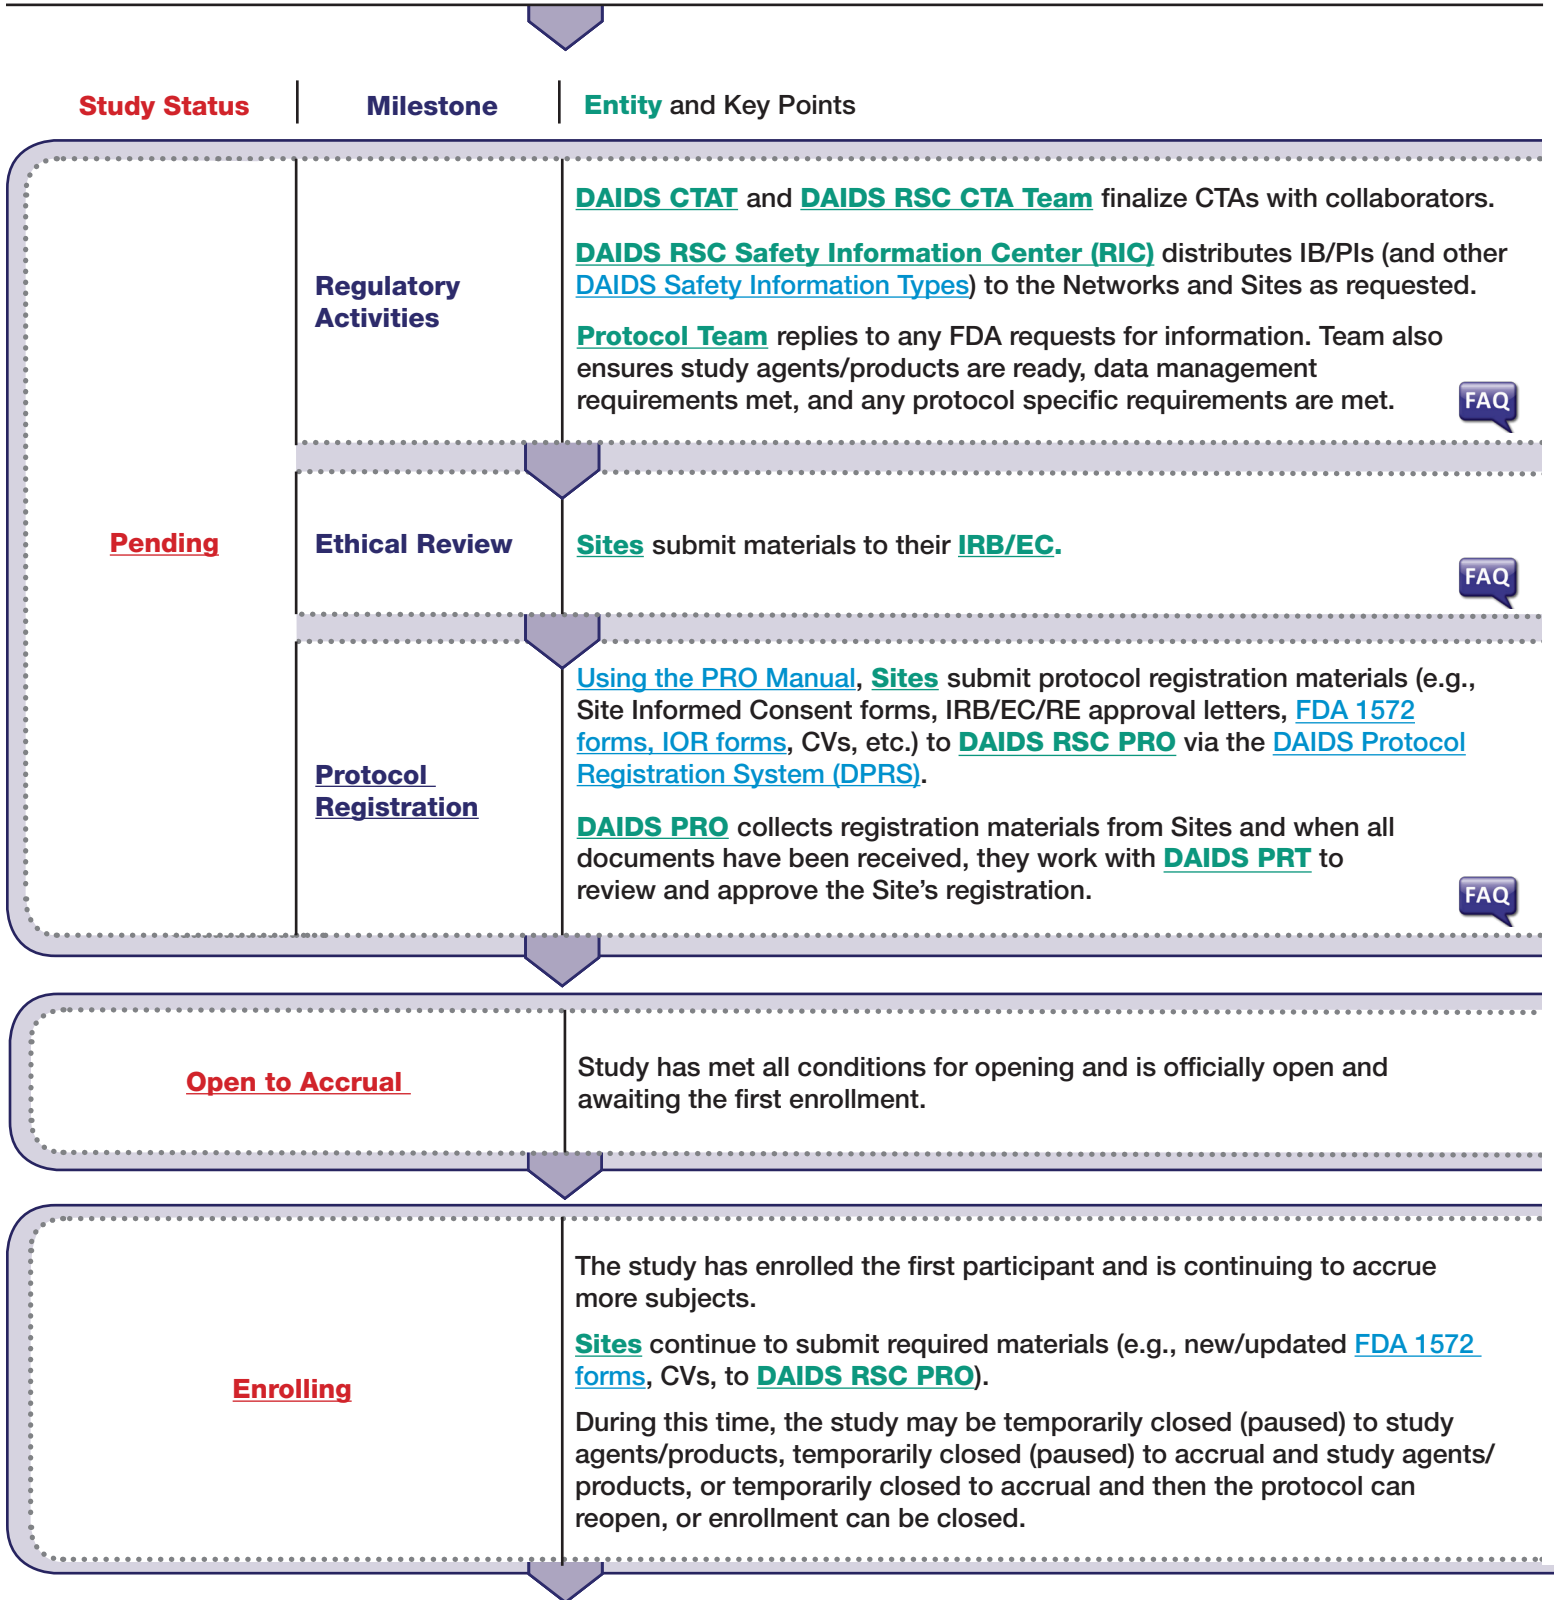 Study Status
Milestone
Entity and Key Points
Pending
Regulatory
Activities
DAIDS CTAT and DAIDS RSC CTA Team finalize CTAs with collaborators.
DAIDS RSC Safety Information Center (RIC) distributes IB/PIs (and other
DAIDS Safety Information Types) to the Networks and Sites as requested.
Protocol Team replies to any FDA requests for information. Team also
ensures study agents/products are ready, data management
requirements met, and any protocol specific requirements are met.
FAQ
Ethical Review
Sites submit materials to their IRB/EC.
FAQ
Protocol
Registration
Using the PRO Manual, Sites submit protocol registration materials (e.g.,
Site Informed Consent forms, IRB/EC/RE approval letters, FDA 1572
forms, IOR forms, CVs, etc.) to DAIDS RSC PRO via the DAIDS Protocol
Registration System (DPRS).
DAIDS PRO collects registration materials from Sites and when all
documents have been received, they work with DAIDS PRT to
review and approve the Site's registration.
FAQ
Open to Accrual
Study has met all conditions for opening and is officially open and
awaiting the first enrollment.
Enrolling
The study has enrolled the first participant and is continuing to accrue
more subjects.
Sites continue to submit required materials (e.g., new/updated FDA 1572
forms, CVs, to DAIDS RSC PRO).
During this time, the study may be temporarily closed (paused) to study
agents/products, temporarily closed (paused) to accrual and study agents/
products, or temporarily closed to accrual and then the protocol can
reopen, or enrollment can be closed.